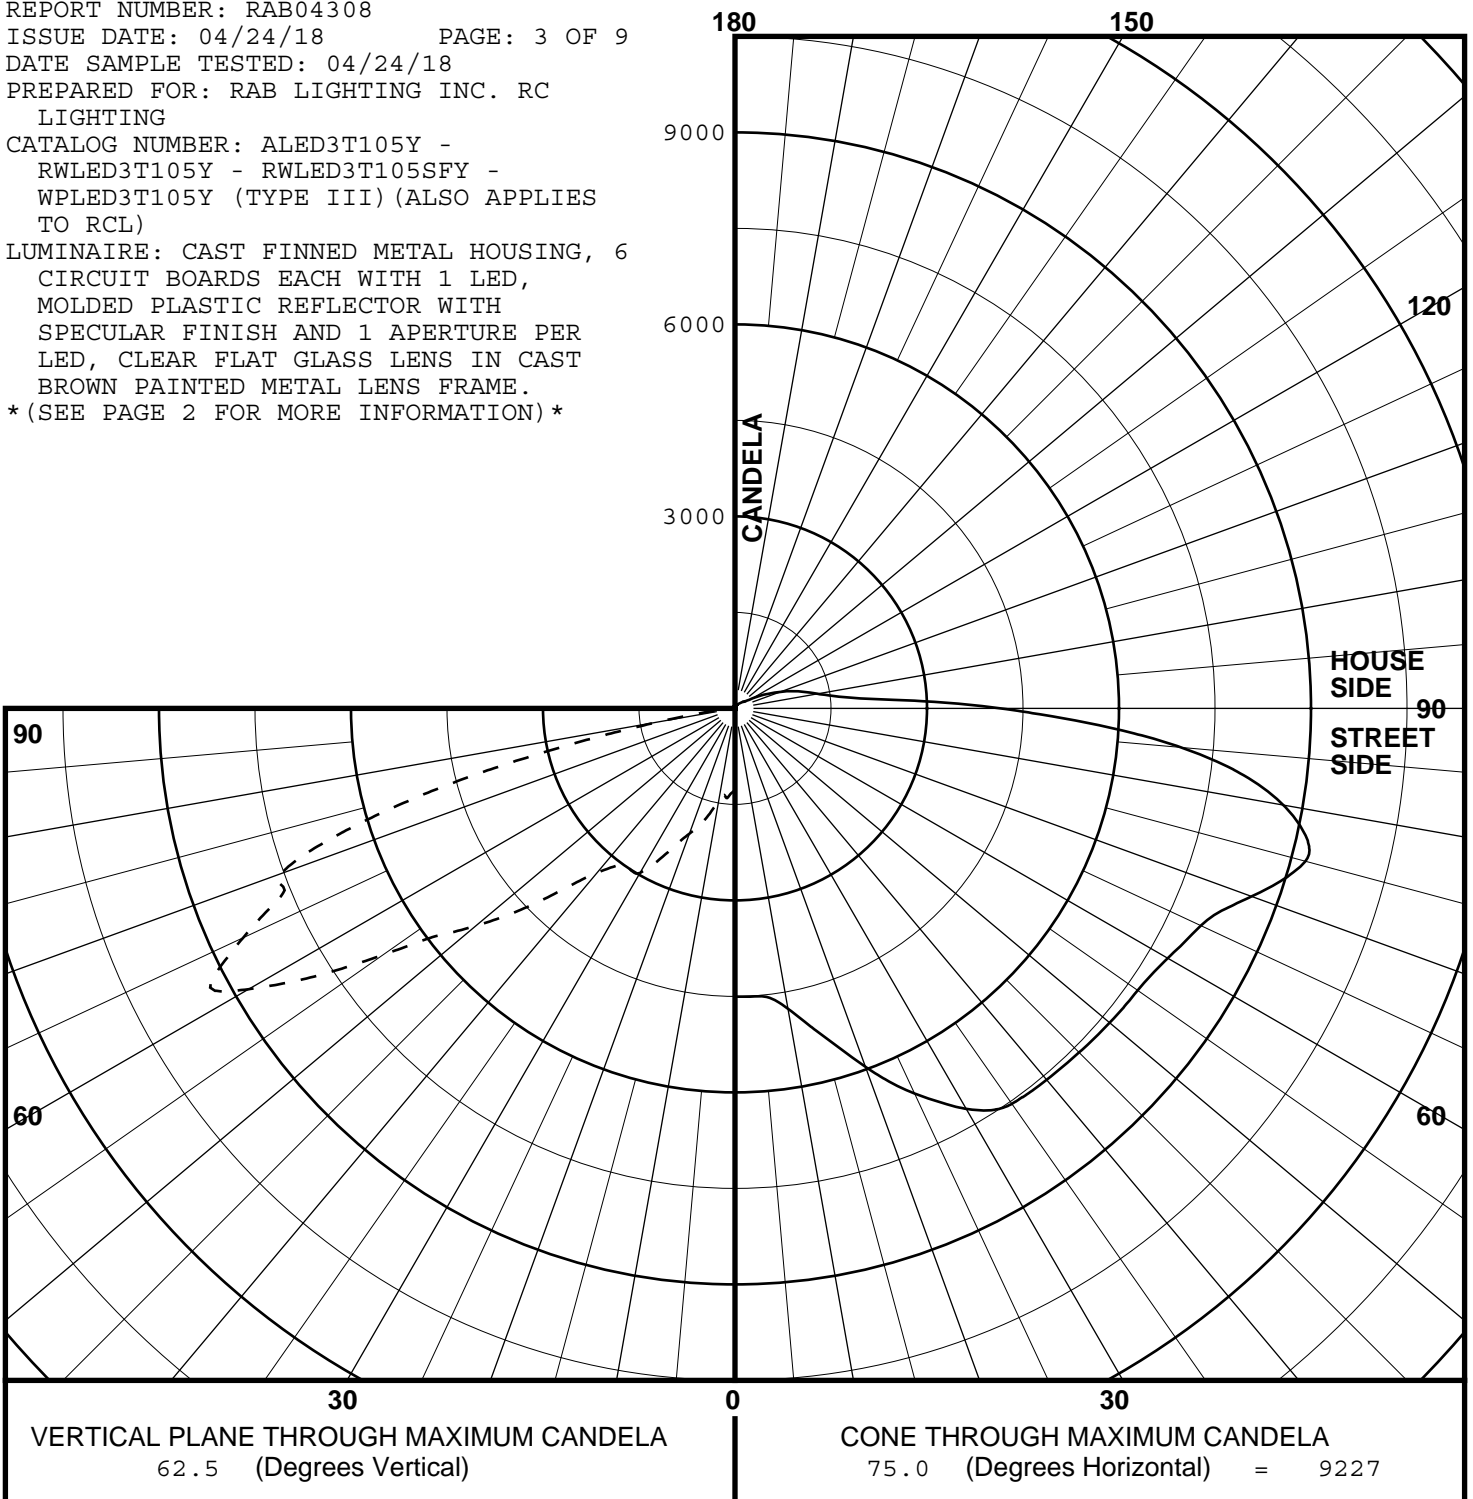 REPORT NUMBER: RAB04308
ISSUE DATE: 04/24/18 PAGE: 3 OF 9
DATE SAMPLE TESTED: 04/24/18
PREPARED FOR: RAB LIGHTING INC. RC
LIGHTING
CATALOG NUMBER: ALED3T105Y -
RWLED3T105Y - RWLED3T105SFY -
WPLED3T105Y (TYPE III)(ALSO APPLIES
TO RCL)
LUMINAIRE: CAST FINNED METAL HOUSING, 6
CIRCUIT BOARDS EACH WITH 1 LED,
MOLDED PLASTIC REFLECTOR WITH
SPECULAR FINISH AND 1 APERTURE PER
LED, CLEAR FLAT GLASS LENS IN CAST
BROWN PAINTED METAL LENS FRAME.
*(SEE PAGE 2 FOR MORE INFORMATION)*
180
150
9000
120
6000
CANDELA
3000
HOUSE
SIDE
90
90
STREET
SIDE
60
60
30
0
30
VERTICAL PLANE THROUGH MAXIMUM CANDELA
62.5 (Degrees Vertical)
CONE THROUGH MAXIMUM CANDELA
75.0 (Degrees Horizontal) = 9227